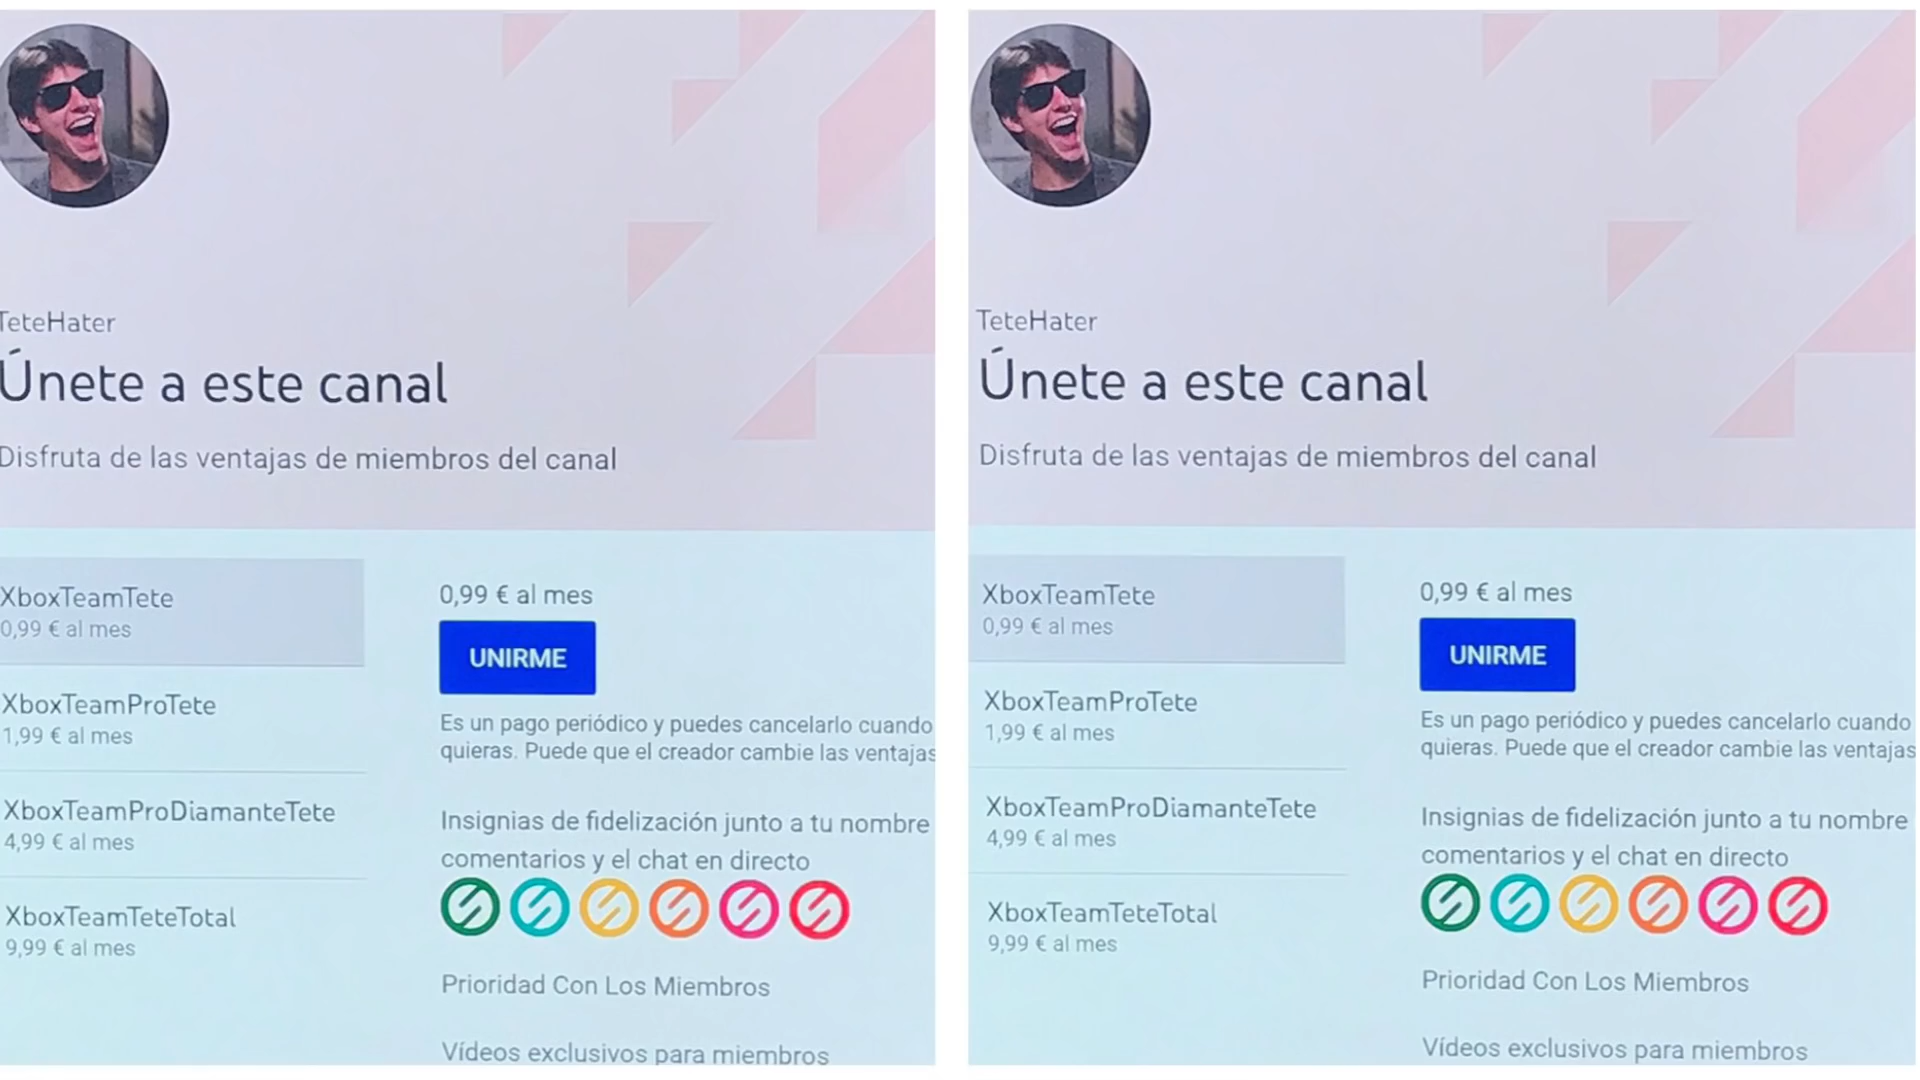 TeteHater
Únete a este canal
Disfruta de las ventajas de miembros del canal
XboxTeamTete
0,99 € al mes
XboxTeamProTete
1,99 € al mes
XboxTeamProDiamanteTete
4,99 € al mes
XboxTeamTeteTotal
9,99 € al mes
0,99 € al mes
UNIRME
Es un pago periódico y puedes cancelarlo cuando
quieras. Puede que el creador cambie las ventajas
Insignias de fidelización junto a tu nombre
comentarios y el chat en directo
Prioridad Con Los Miembros
Vídeos exclusivos para miembros
TeteHater
Únete a este canal
Disfruta de las ventajas de miembros del canal
XboxTeamTete
0,99 € al mes
XboxTeamProTete
1,99 € al mes
XboxTeamProDiamanteTete
4,99 € al mes
XboxTeamTeteTotal
9,99 € al mes
0,99 € al mes
UNIRME
Es un pago periódico y puedes cancelarlo cuando
quieras. Puede que el creador cambie las ventajas
Insignias de fidelización junto a tu nombre
comentarios y el chat en directo
Prioridad Con Los Miembros
Vídeos exclusivos para miembros